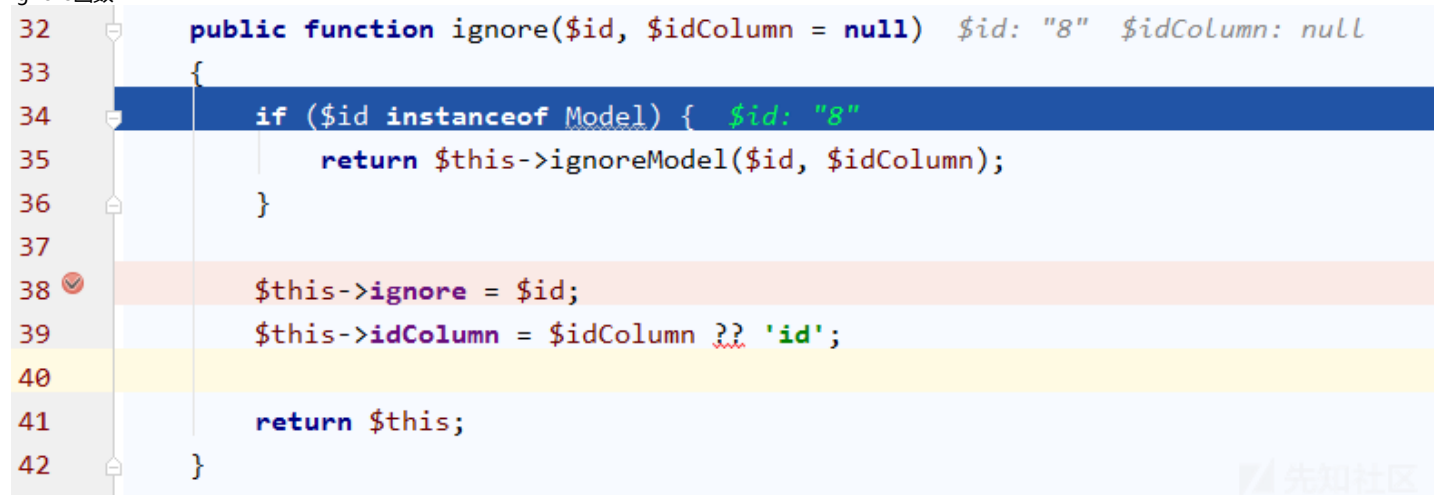 32 public function ignore($id, $idColumn = null) $id: "8" $idColumn: null
33 {
34 if ($id instanceof Model) { $id: "8"
35 return $this->ignoreModel($id, $idColumn);
36 }
37
38 $this->ignore = $id;
39 $this->idColumn = $idColumn ?? 'id';
40
41 return $this;
42 }
先知社区